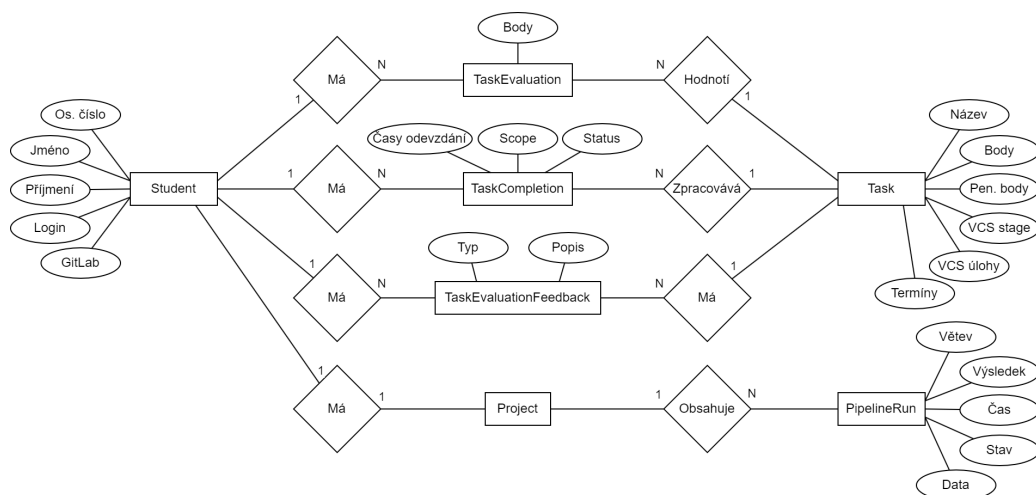 Body
Má
N
TaskEvaluation
N
Hodnotí
1
1
Os. číslo
Jméno
Příjmení
Login
GitLab
Student
Časy odevzdání
Scope
Status
1
Má
N
TaskCompletion
N
Zpracovává
1
Task
Název
Body
Pen. body
VCS stage
VCS úlohy
Termíny
Typ
Popis
1
Má
N
TaskEvaluationFeedback
N
Má
1
1
Má
1
Project
1
Obsahuje
N
PipelineRun
Větev
Výsledek
Čas
Stav
Data